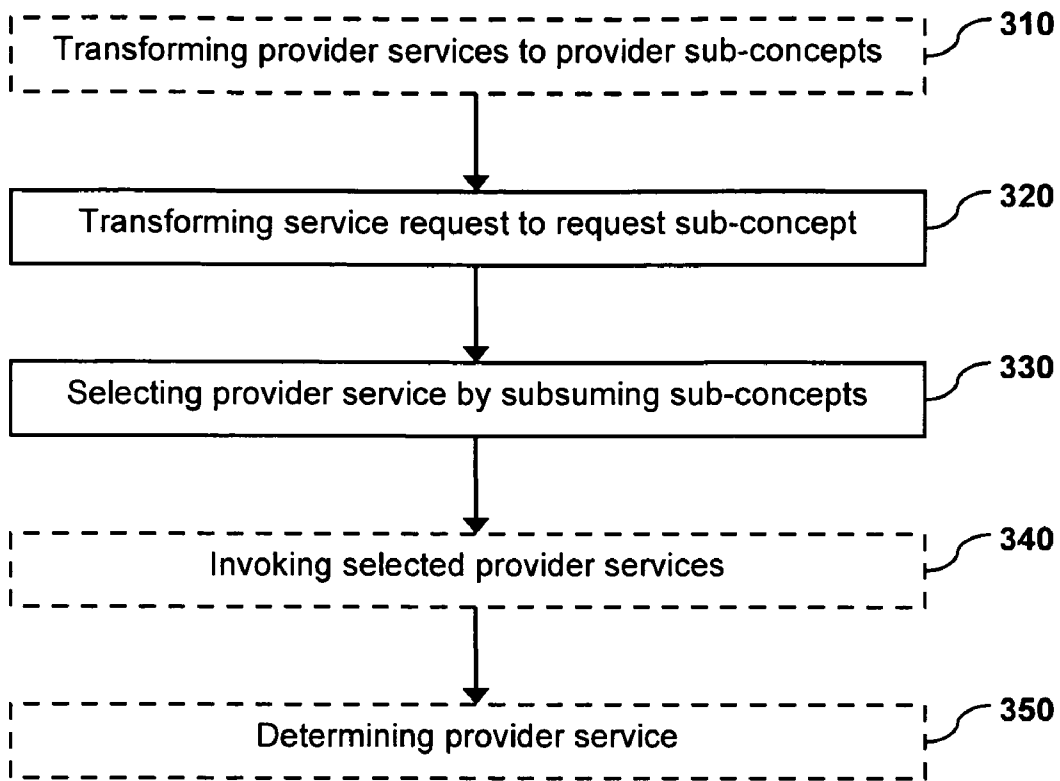 Transforming provider services to provider sub-concepts 310
Transforming service request to request sub-concept 320
Selecting provider service by subsuming sub-concepts 330
Invoking selected provider services 340
Determining provider service 350